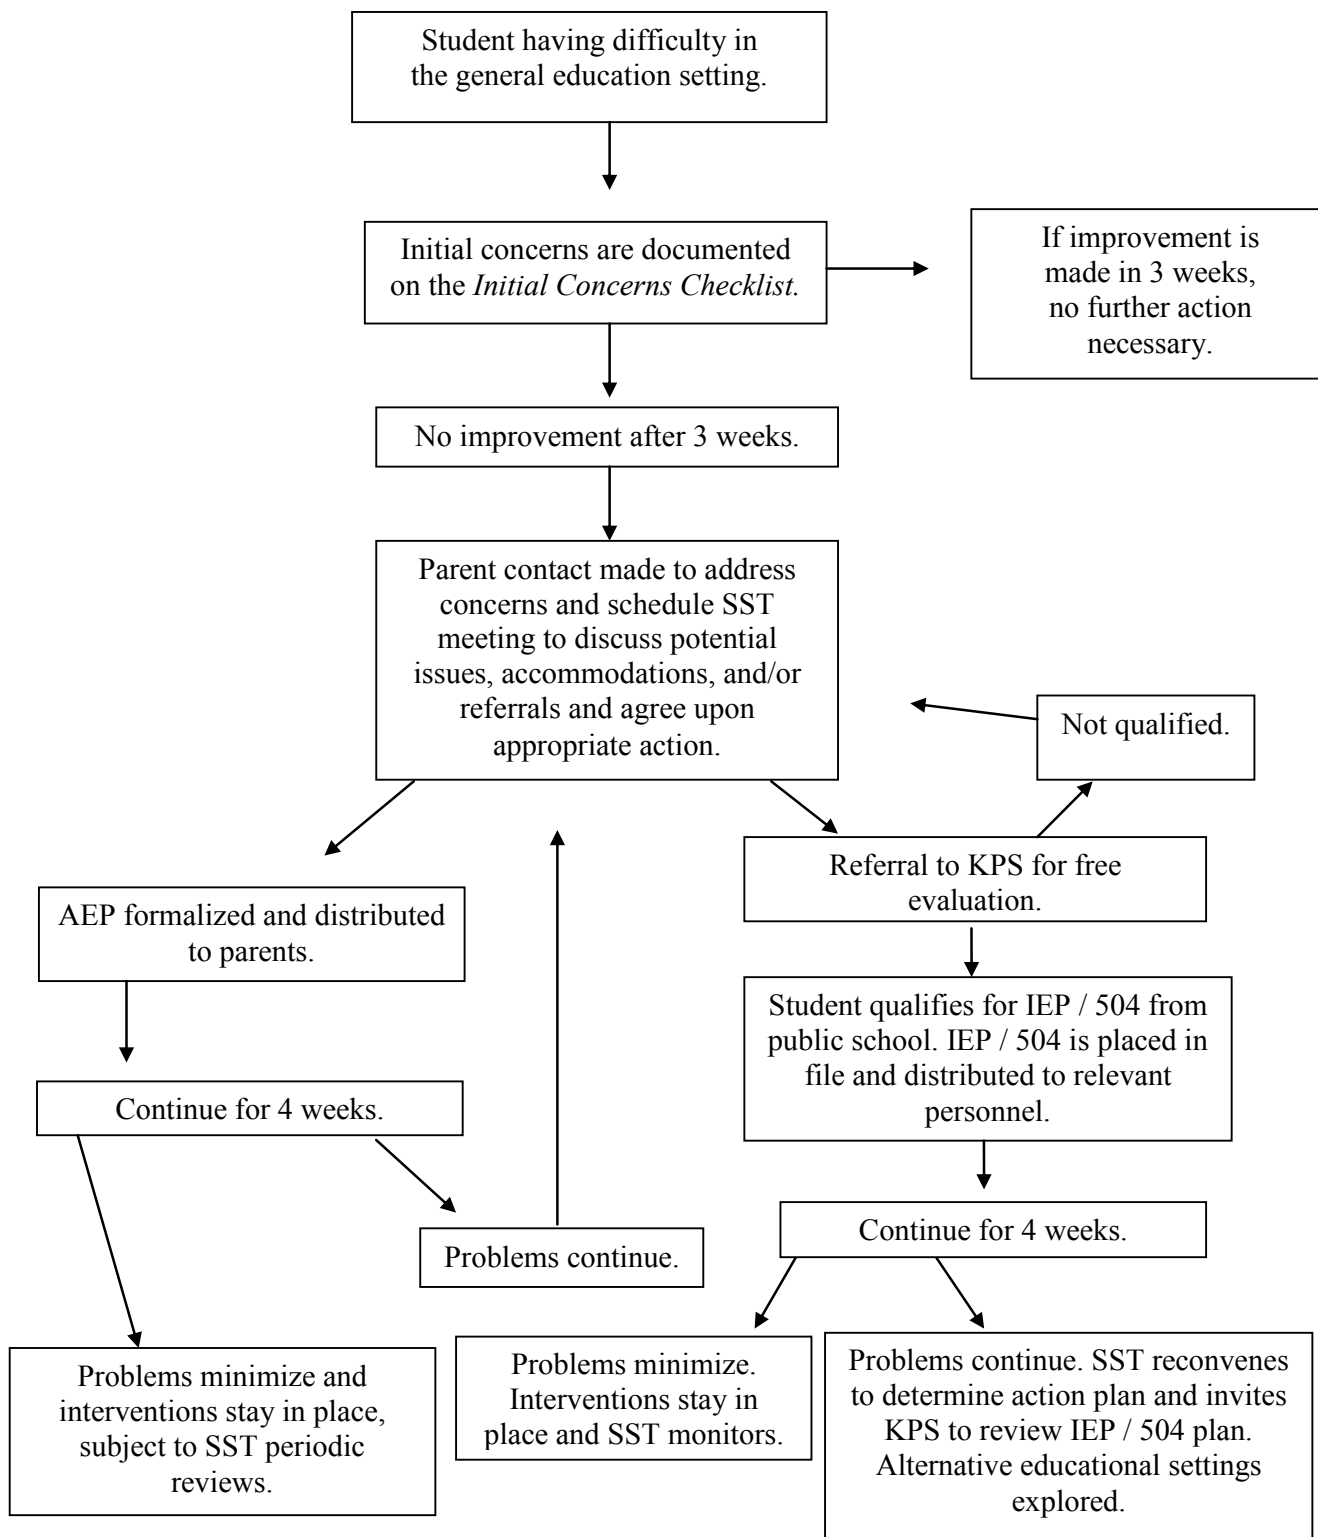 Student having difficulty in
the general education setting.
Initial concerns are documented
on the Initial Concerns Checklist.
If improvement is
made in 3 weeks,
no further action
necessary.
No improvement after 3 weeks.
Parent contact made to address
concerns and schedule SST
meeting to discuss potential
issues, accommodations, and/or
referrals and agree upon
appropriate action.
Not qualified.
Referral to KPS for free
evaluation.
AEP formalized and distributed
to parents.
Student qualifies for IEP / 504 from
public school. IEP / 504 is placed in
file and distributed to relevant
personnel.
Continue for 4 weeks.
Continue for 4 weeks.
Problems continue.
Problems minimize and
interventions stay in place,
subject to SST periodic
reviews.
Problems minimize.
Interventions stay in
place and SST monitors.
Problems continue. SST reconvenes
to determine action plan and invites
KPS to review IEP / 504 plan.
Alternative educational settings
explored.